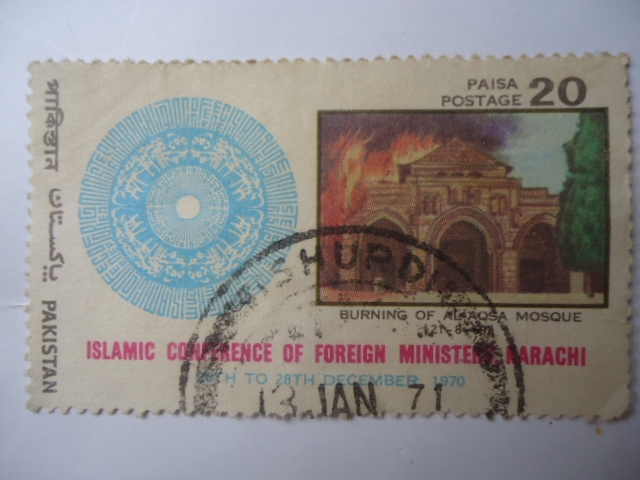 পাকিস্তান پاکستان PAKISTAN
PAISA
POSTAGE 20
BURNING OF AL-AQSA MOSQUE
ISLAMIC CONFERENCE OF FOREIGN MINISTERS, KARACHI
TO 28TH DECEMBER 1970
13 JAN 71